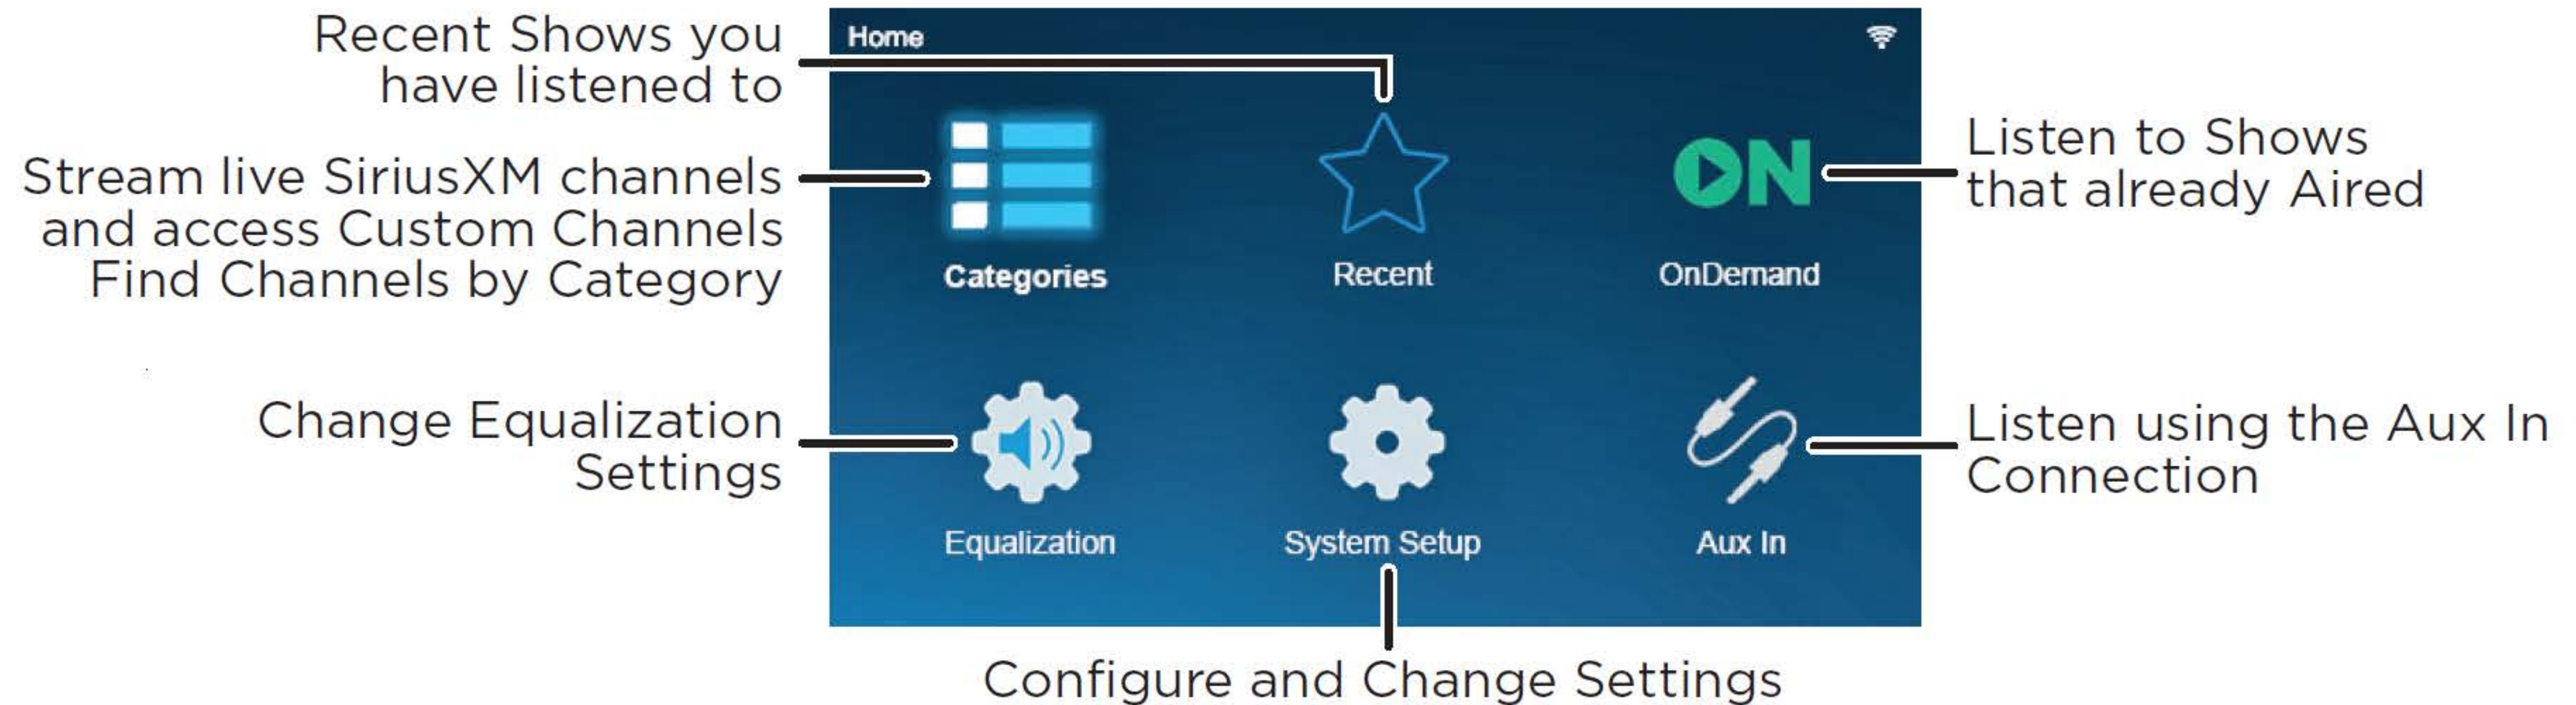 Recent Shows you
have listened to
Stream live SiriusXM channels
and access Custom Channels
Find Channels by Category
Change Equalization
Settings
Home
ON
Categories
Recent
OnDemand
Equalization
System Setup
Aux In
Listen to Shows
that already Aired
Listen using the Aux In
Connection
Configure and Change Settings